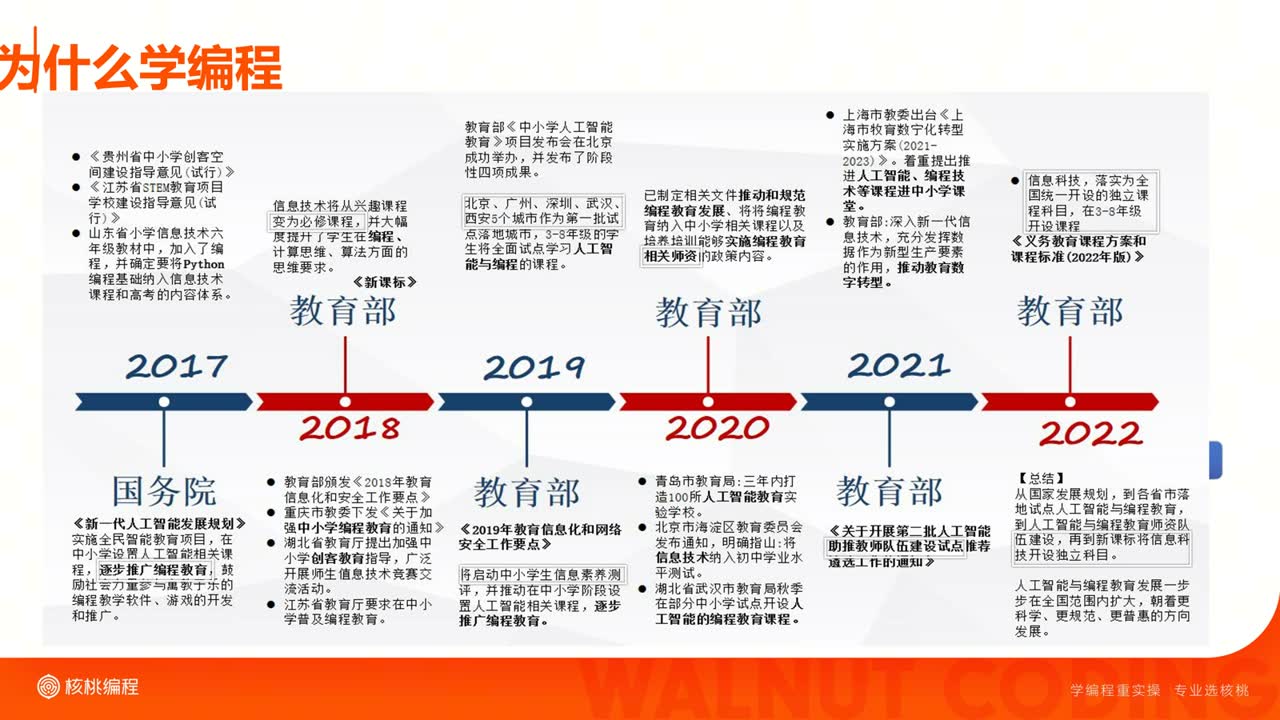 为什么学编程
● 《贵州省中小学创客空
间建设指导意见(试行)》
● 《江苏省STEM教育项目
学校建设指导意见(试
行)》
● 山东省小学信息技术六
年级教材中，加入了编
程，并确定要将Python
编程基础纳入信息技术
课程和高考的内容体系。
2017
国务院
《新一代人工智能发展规划》
实施全民智能教育项目，在
中小学设置人工智能相关课
程，逐步推广编程教育，鼓
励社会力量参与寓教于乐的
编程教学软件、游戏的开发
和推广。
信息技术将从兴趣课程
变为必修课程，并大幅
度提升了学生在编程、
计算思维、算法方面的
思维要求。
《新课标》
教育部
2018
● 教育部颁发《2018年教育
信息化和安全工作要点》
● 重庆市教委下发《关于加
强中小学编程教育的通知》
● 湖北省教育厅提出加强中
小学创客教育指导，广泛
开展师生值息技术竞赛交
流活动。
● 江苏省教育厅要求在中小
学普及编程教育。
教育部《中小学人工智能
教育》项目发布会在北京
成功举办，并发布了阶段
性四项成果。
北京、广州、深圳、武汉、
西安5个城市作为第一批试
点落地城市，3-8年级的学
生将全面试点学习人工智
能与编程的课程。
2019
教育部
《2019年教育信息化和网络
安全工作要点》
将启动中小学生信息素养测
评，并推动在中小学阶段设
置人工智能相关课程，逐步
推广编程教育。
已制定相关文件推动和规范
编程教育发展、将将编程教
育纳入中小学相关课程以及
培养培训能够实施编程教育
相关师资的政策内容。
教育部
2020
● 青岛市教育局:三年内打
造100所人工智能教育实
验学校。
● 北京市海淀区教育委员会
发布通知，明确指山:将
信息技术纳入初中学业水
平测试。
● 湖北省武汉市教育局秋季
在部分中小学试点开设人
工智能的编程教育课程。
● 上海市教委出台《上
海市牧育数宁化转型
实施方案(2021-
2023)》。着重提出推
进人工智能、编程技
术等课程进中小学课
堂。
● 教育部:深入新一代信
息技术，充分发挥数
据作为新型生产要素
的作用，推动教育数
字转型。
2021
教育部
《关于开展第二批人工智能
助推教师队伍建设试点推荐
遴选工作的通知》
● 信息科技，落实为全
国统一开设的独立课
程科目，在3-8年级
开设课程
《义务教育课程方案和
课程标准(2022年版)》
教育部
2022
【总结】
从国家发展规划，到各省市落
地试点人工智能与编程教育，
到人工智能与编程教育师资队
伍建设，再到新课标将信息科
技开设独立科目。
人工智能与编程教育发展一步
步在全国范围内扩大，朝着更
科学、更规范、更普惠的方向
发展。
核桃编程
WALNUT CODING
学编程重实操 专业选核桃